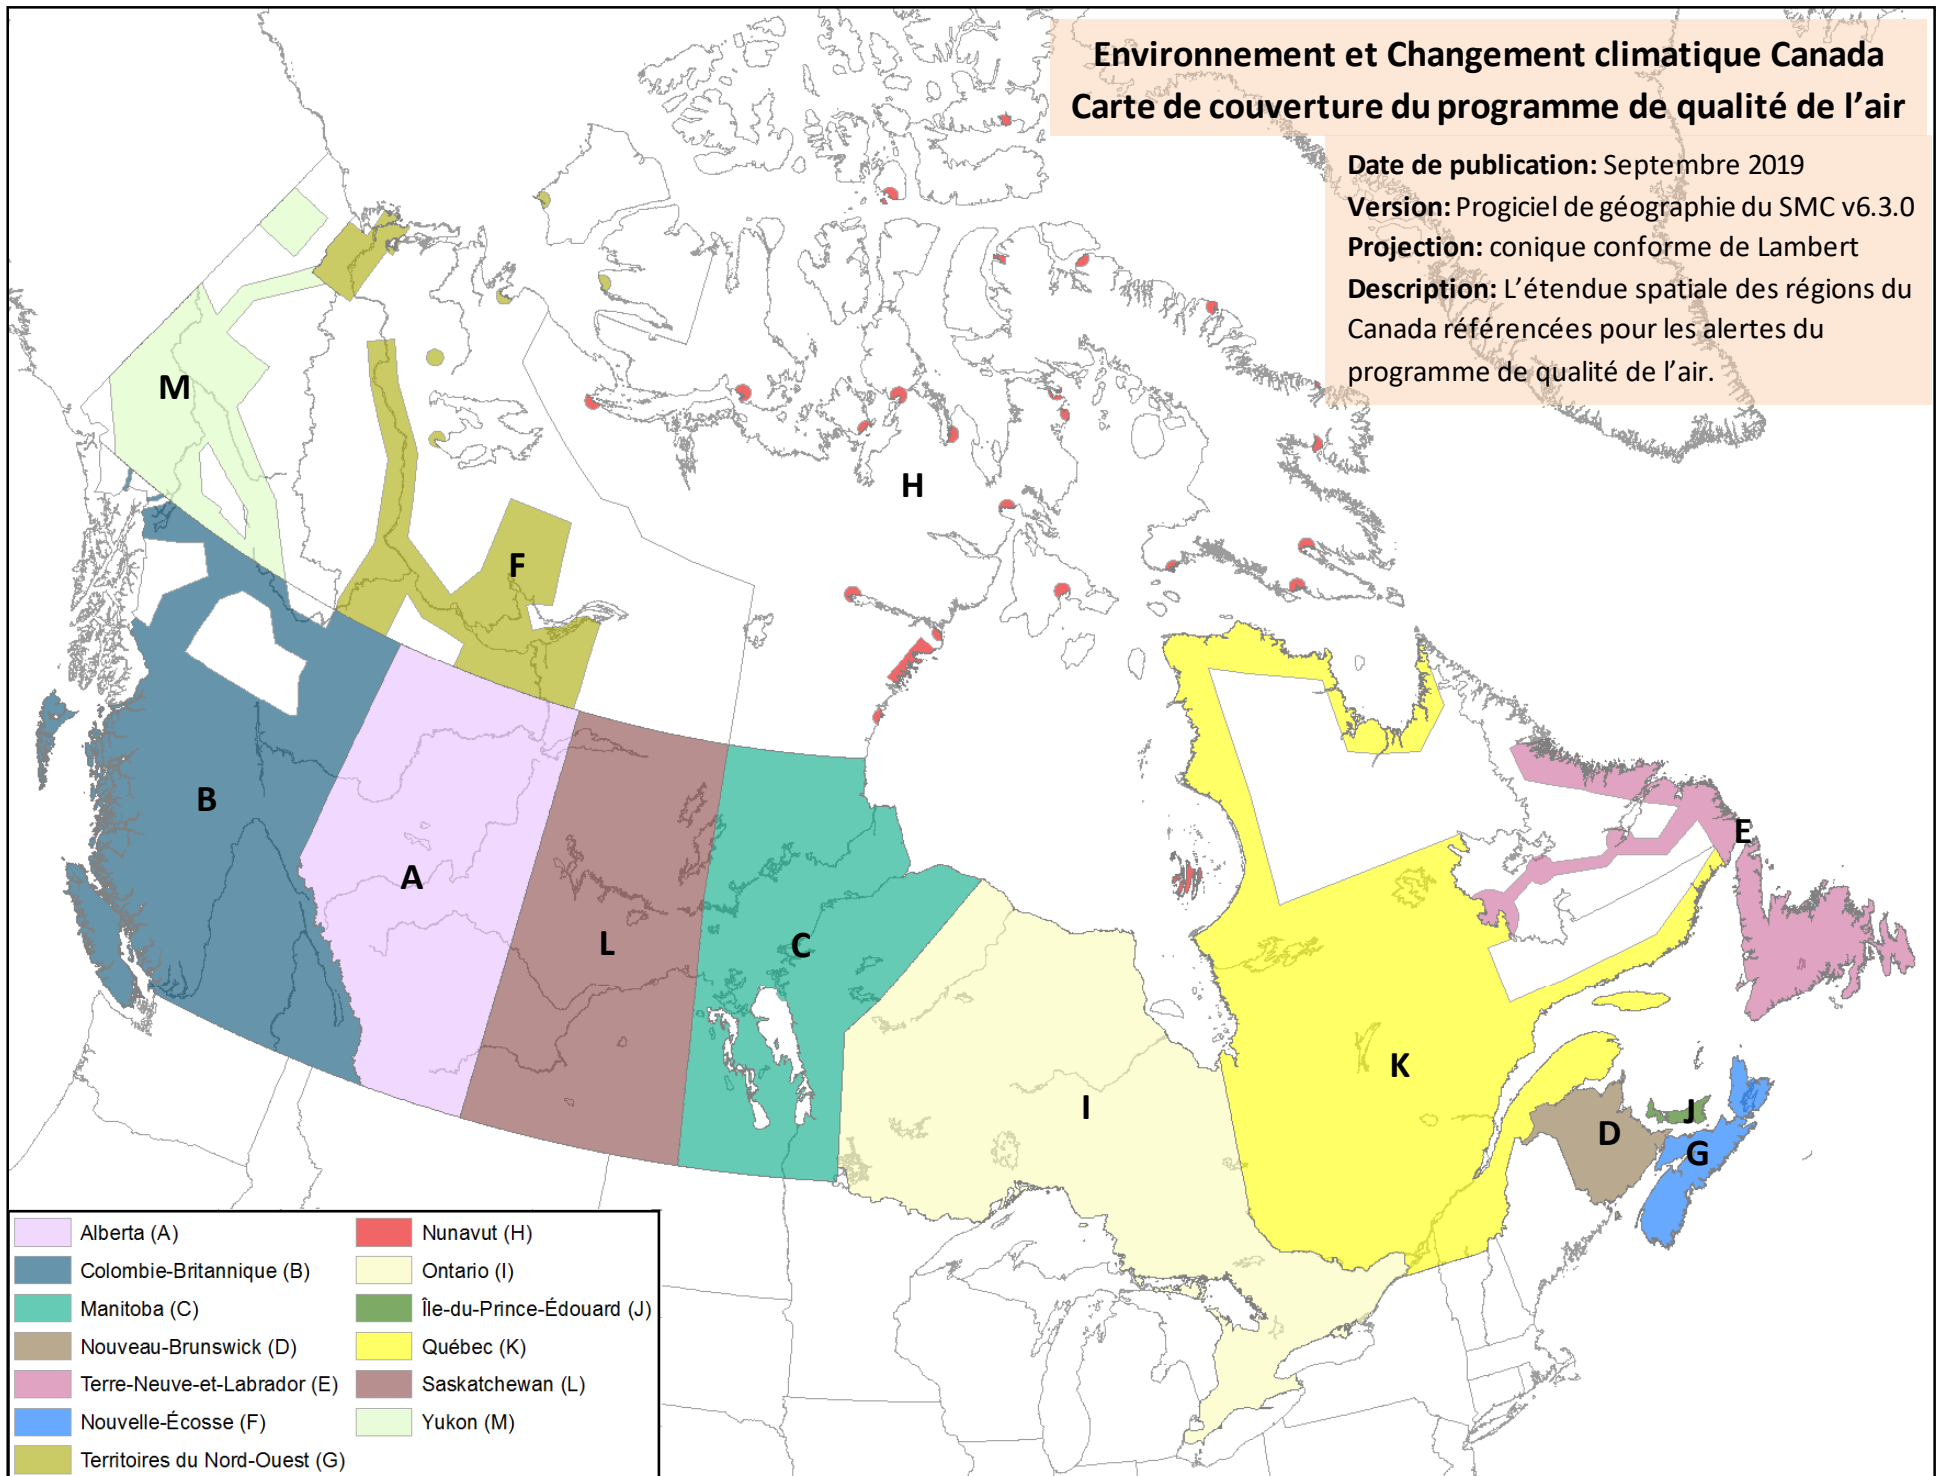 Environnement et Changement climatique Canada
Carte de couverture du programme de qualité de l’air
Date de publication: Septembre 2019
Version: Progiciel de géographie du SMC v6.3.0
Projection: conique conforme de Lambert
Description: L’étendue spatiale des régions du
Canada référencées pour les alertes du
programme de qualité de l’air.
M
H
F
B
E
A
L
C
K
I
J
D
G
Alberta (A)
Colombie-Britannique (B)
Manitoba (C)
Nouveau-Brunswick (D)
Terre-Neuve-et-Labrador (E)
Nouvelle-Écosse (F)
Territoires du Nord-Ouest (G)
Nunavut (H)
Ontario (I)
Île-du-Prince-Édouard (J)
Québec (K)
Saskatchewan (L)
Yukon (M)